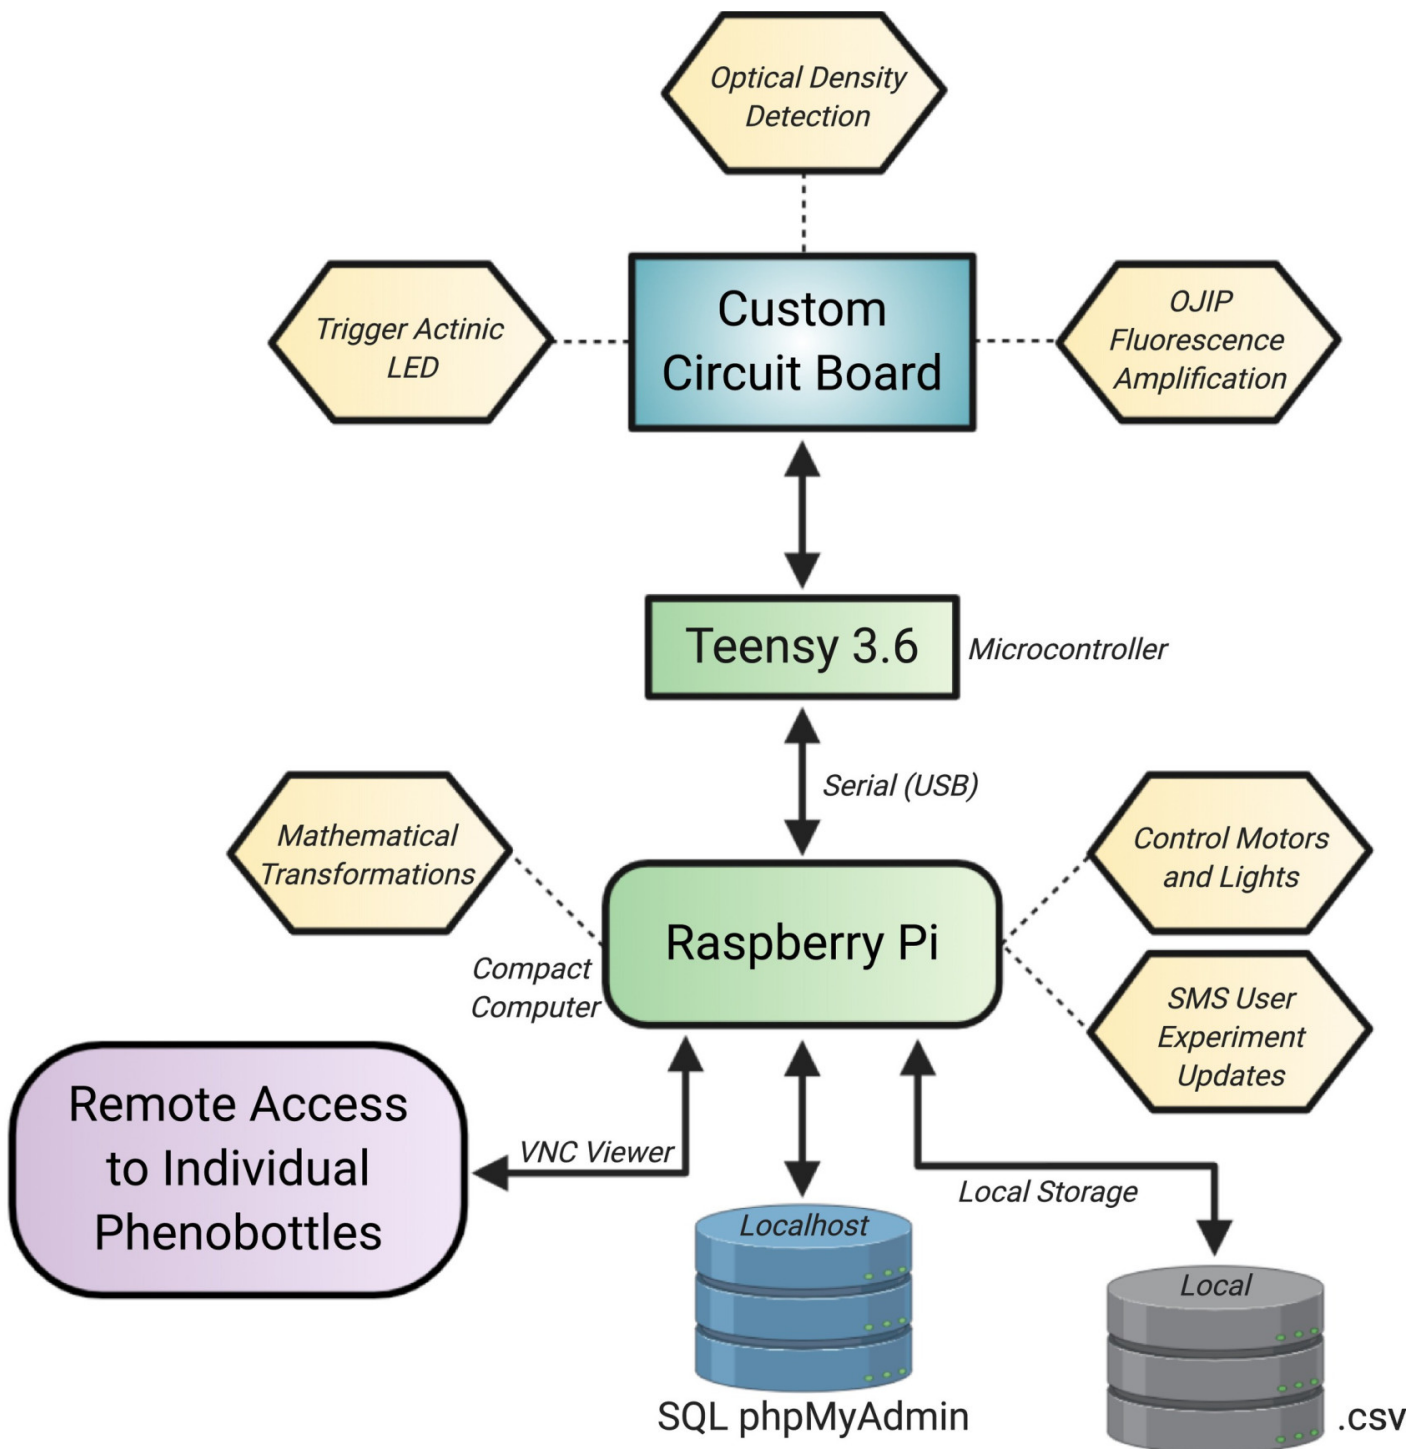 Optical Density
Detection
Trigger Actinic
LED
Custom
Circuit Board
OJIP
Fluorescence
Amplification
Teensy 3.6
Microcontroller
Serial (USB)
Mathematical
Transformations
Control Motors
and Lights
Raspberry Pi
Compact
Computer
SMS User
Experiment
Updates
Remote Access
to Individual
Phenobottles
VNC Viewer
Local Storage
Localhost
Local
SQL phpMyAdmin
.csv